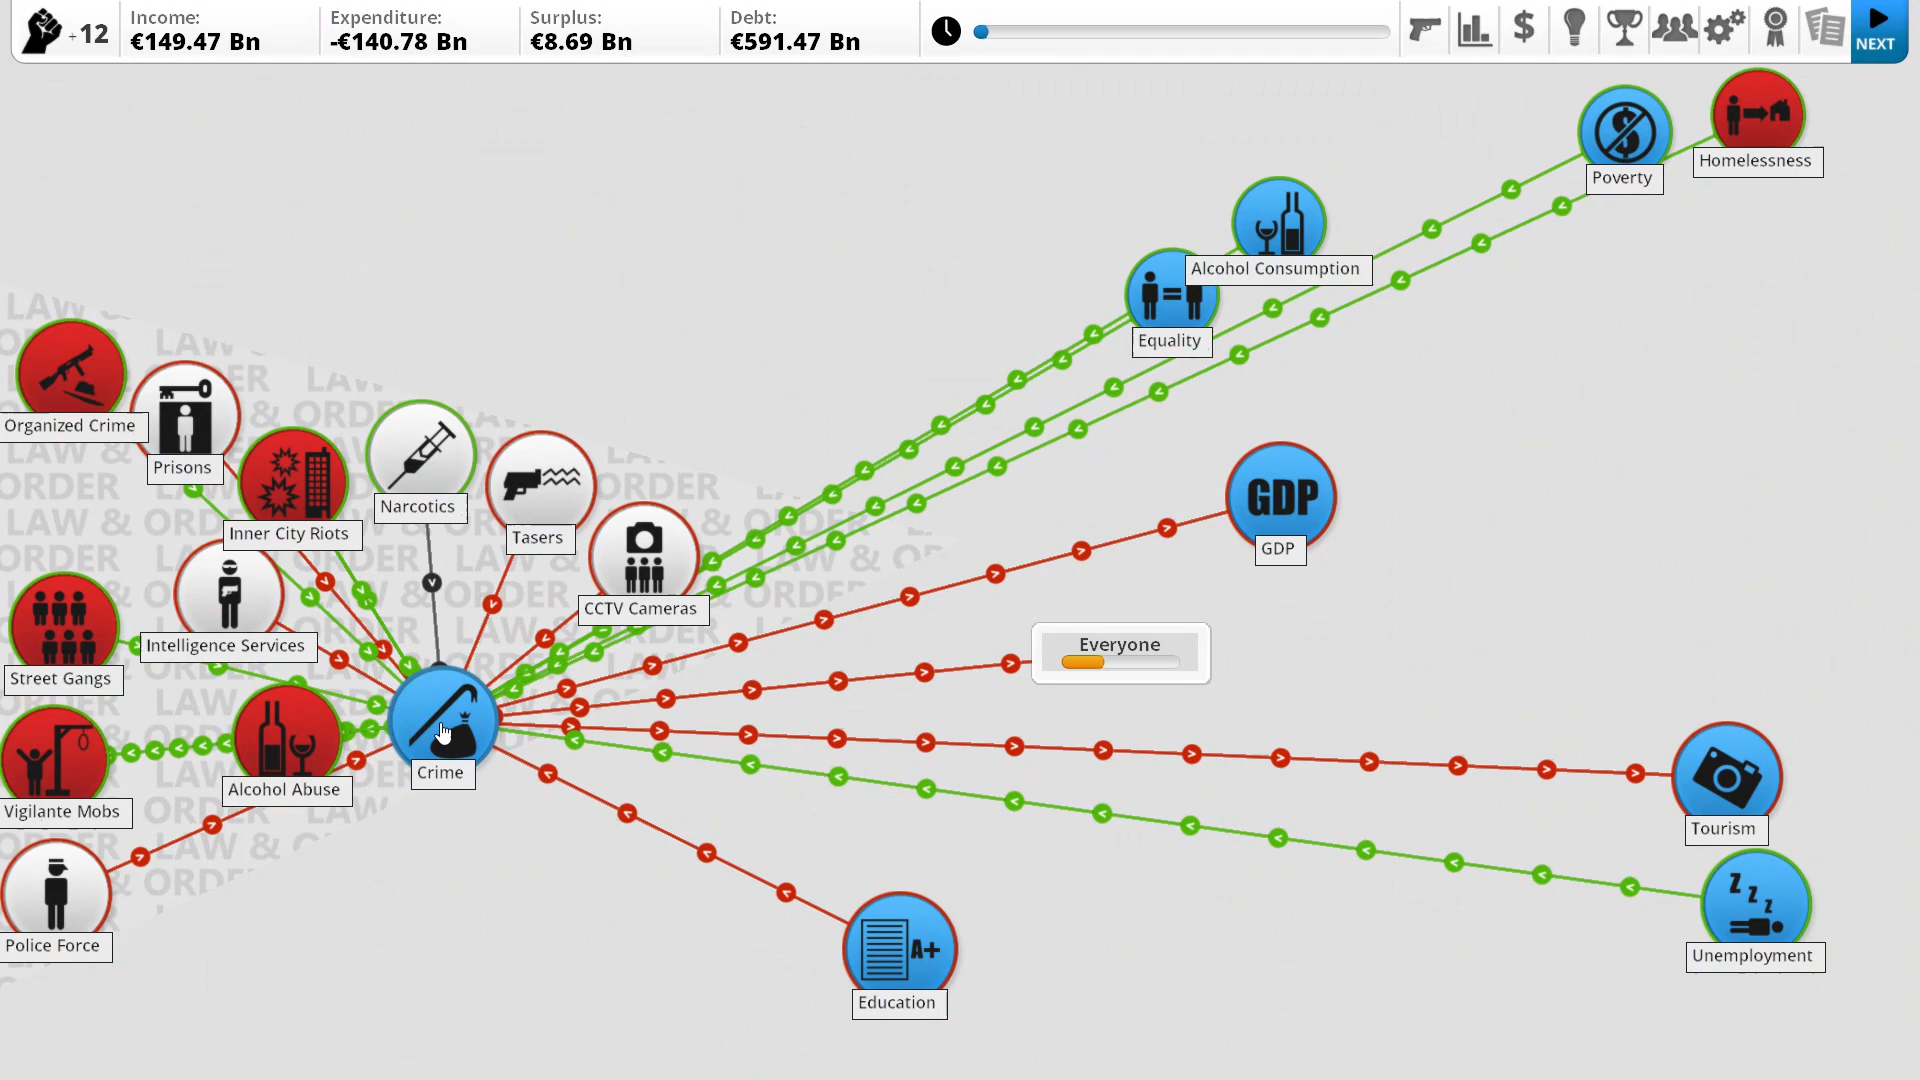 +12
Income:
€149.47 Bn
Expenditure:
-€140.78 Bn
Surplus:
€8.69 Bn
Debt:
€591.47 Bn
NEXT
Homelessness
Poverty
Alcohol Consumption
Equality
LAW & ORDER
Organized Crime
Prisons
Narcotics
Inner City Riots
Tasers
GDP
GDP
CCTV Cameras
Intelligence Services
Everyone
Street Gangs
Crime
Alcohol Abuse
Vigilante Mobs
Tourism
Z
Z
Z
Police Force
A+
Unemployment
Education